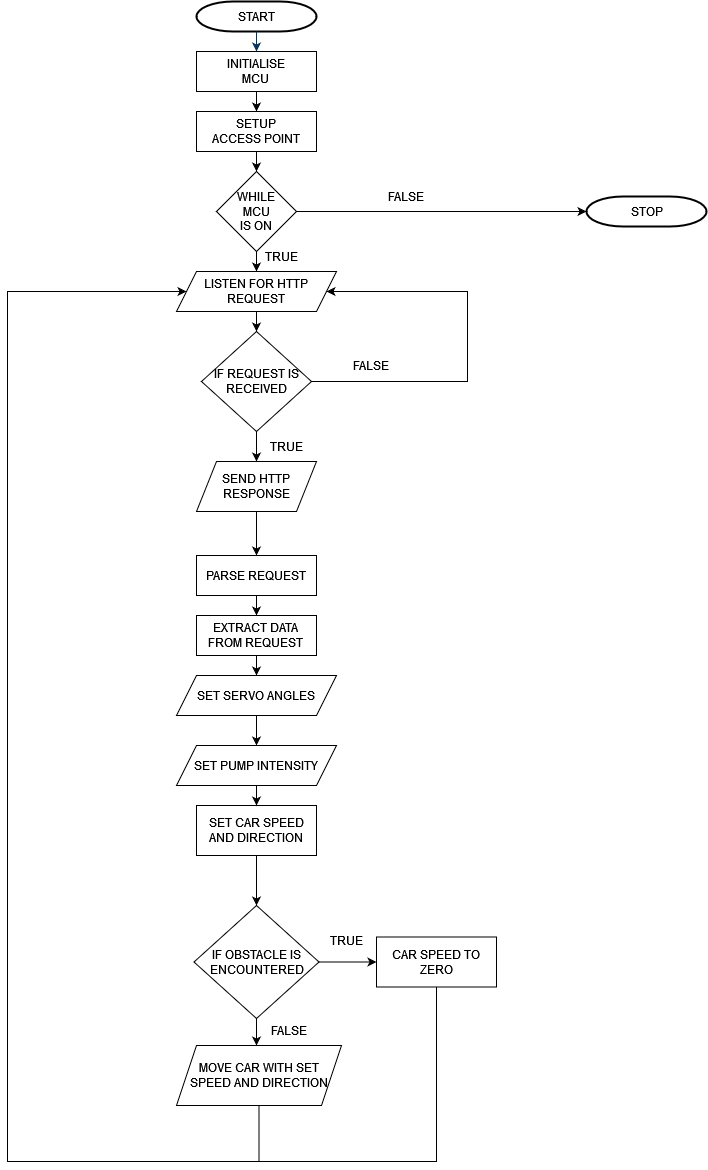 START
INITIALISE
MCU
SETUP
ACCESS POINT
WHILE
MCU
IS ON
FALSE
STOP
TRUE
LISTEN FOR HTTP
REQUEST
IF REQUEST IS
RECEIVED
FALSE
TRUE
SEND HTTP
RESPONSE
PARSE REQUEST
EXTRACT DATA
FROM REQUEST
SET SERVO ANGLES
SET PUMP INTENSITY
SET CAR SPEED
AND DIRECTION
IF OBSTACLE IS
ENCOUNTERED
TRUE
CAR SPEED TO
ZERO
FALSE
MOVE CAR WITH SET
SPEED AND DIRECTION